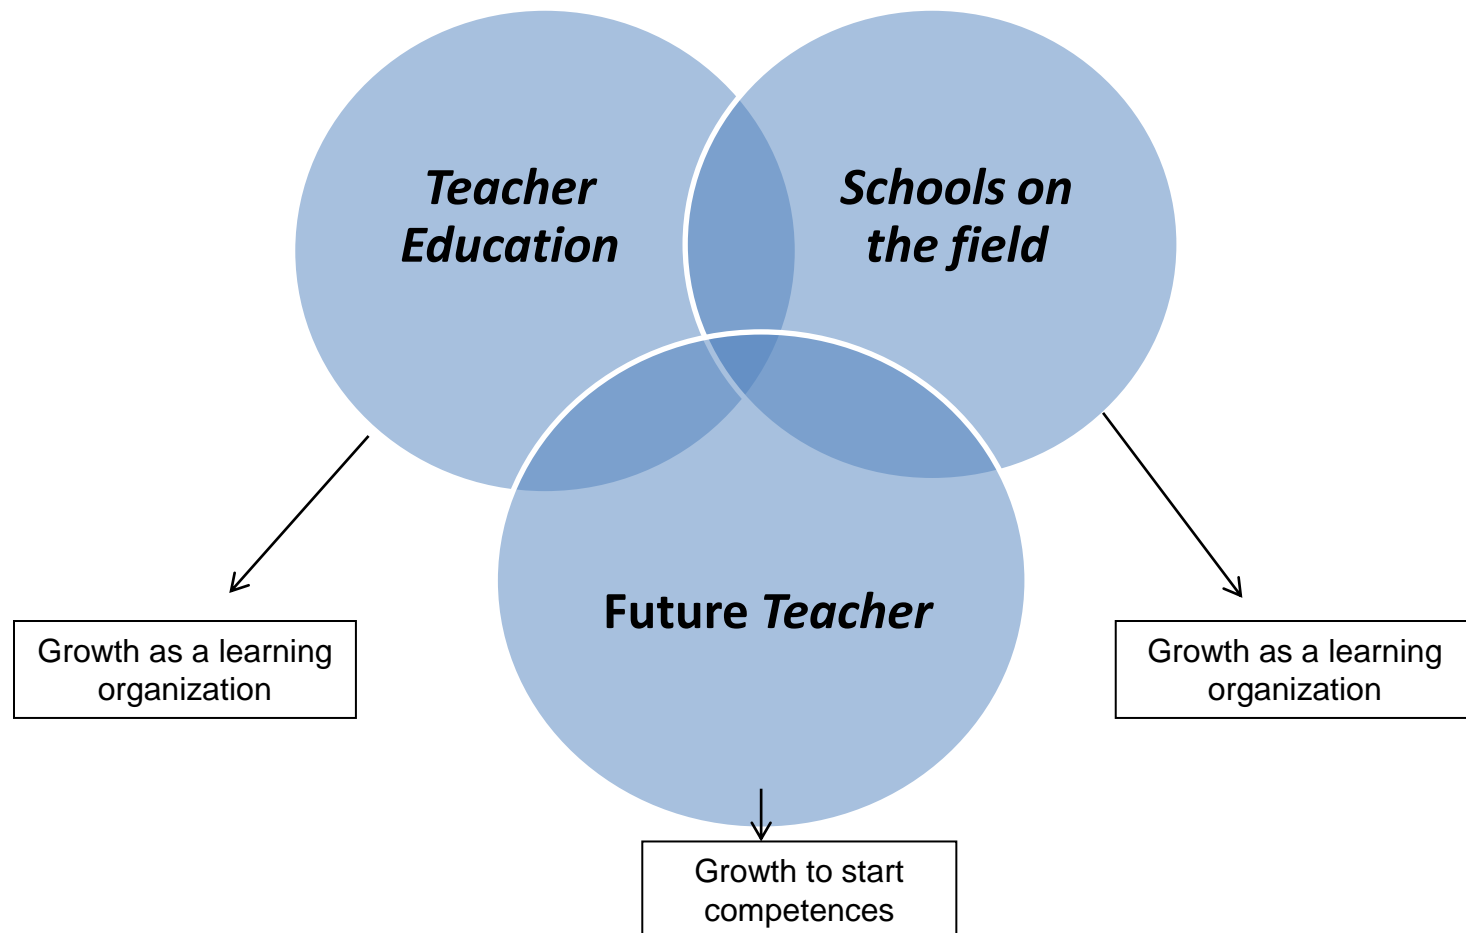 Teacher
Education
Schools on
the field
Future Teacher
Growth as a learning
organization
Growth as a learning
organization
Growth to start
competences